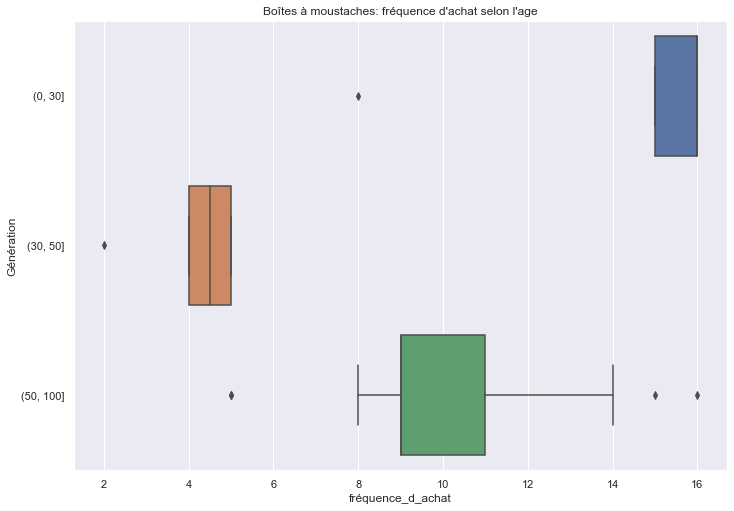 Boîtes à moustaches: fréquence d'achat selon l'age
Génération
(0, 30]
(30, 50]
(50, 100]
2 4 6 8 10 12 14 16
fréquence_d_achat